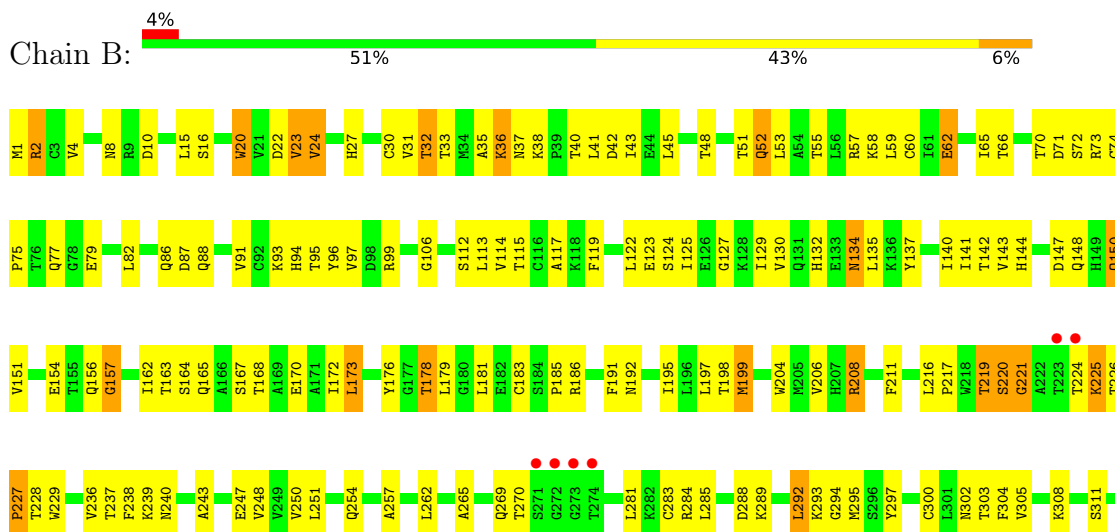 4%
Chain B:
51% 43% 6%
M1 R2 C3 V4 N8 R9 D10 L15 S16 W20 V21 D22 V23 V24 H27 C30 V31 T32 T33 M34 A35 K36 N37 K38 P39 T40 L41 D42 I43 E44 L45 T48 T51 Q52 L53 A54 T55 L56 R57 K58 L59 C60 I61 E62 I65 T66 T70 D71 S72 R73
P75 T76 Q77 G78 E79 L82 Q86 D87 Q88 V91 C92 K93 H94 T95 Y96 V97 D98 R99 G106 S112 L113 V114 T115 C116 A117 K118 F119 L122 E123 S124 I125 E126 G127 K128 I129 V130 Q131 H132 E133 N134 L135 K136 Y137 I140 I141 T142 V143 H144 D147 Q148 H149
V151 E154 T155 Q156 G157 I162 T163 S164 Q165 A166 S167 T168 A169 E170 A171 I172 L173 Y176 G177 T178 L179 G180 L181 E182 C183 S184 P185 R186 F191 N192 I195 L196 L197 T198 M199 W204 M205 V206 H207 R208 F211 L216 P217 W218 T219 S220 G221 A222 T223 T224 K225 T226
P227 T228 W229 V236 T237 F238 K239 N240 A243 E247 V248 V249 V250 L251 Q254 A257 L262 A265 Q269 T270 S271 G272 G273 T274 L281 K282 C283 R284 L285 D288 K289 L292 K293 G294 M295 S296 Y297 C300 L301 N302 T303 F304 V305 K308 S311